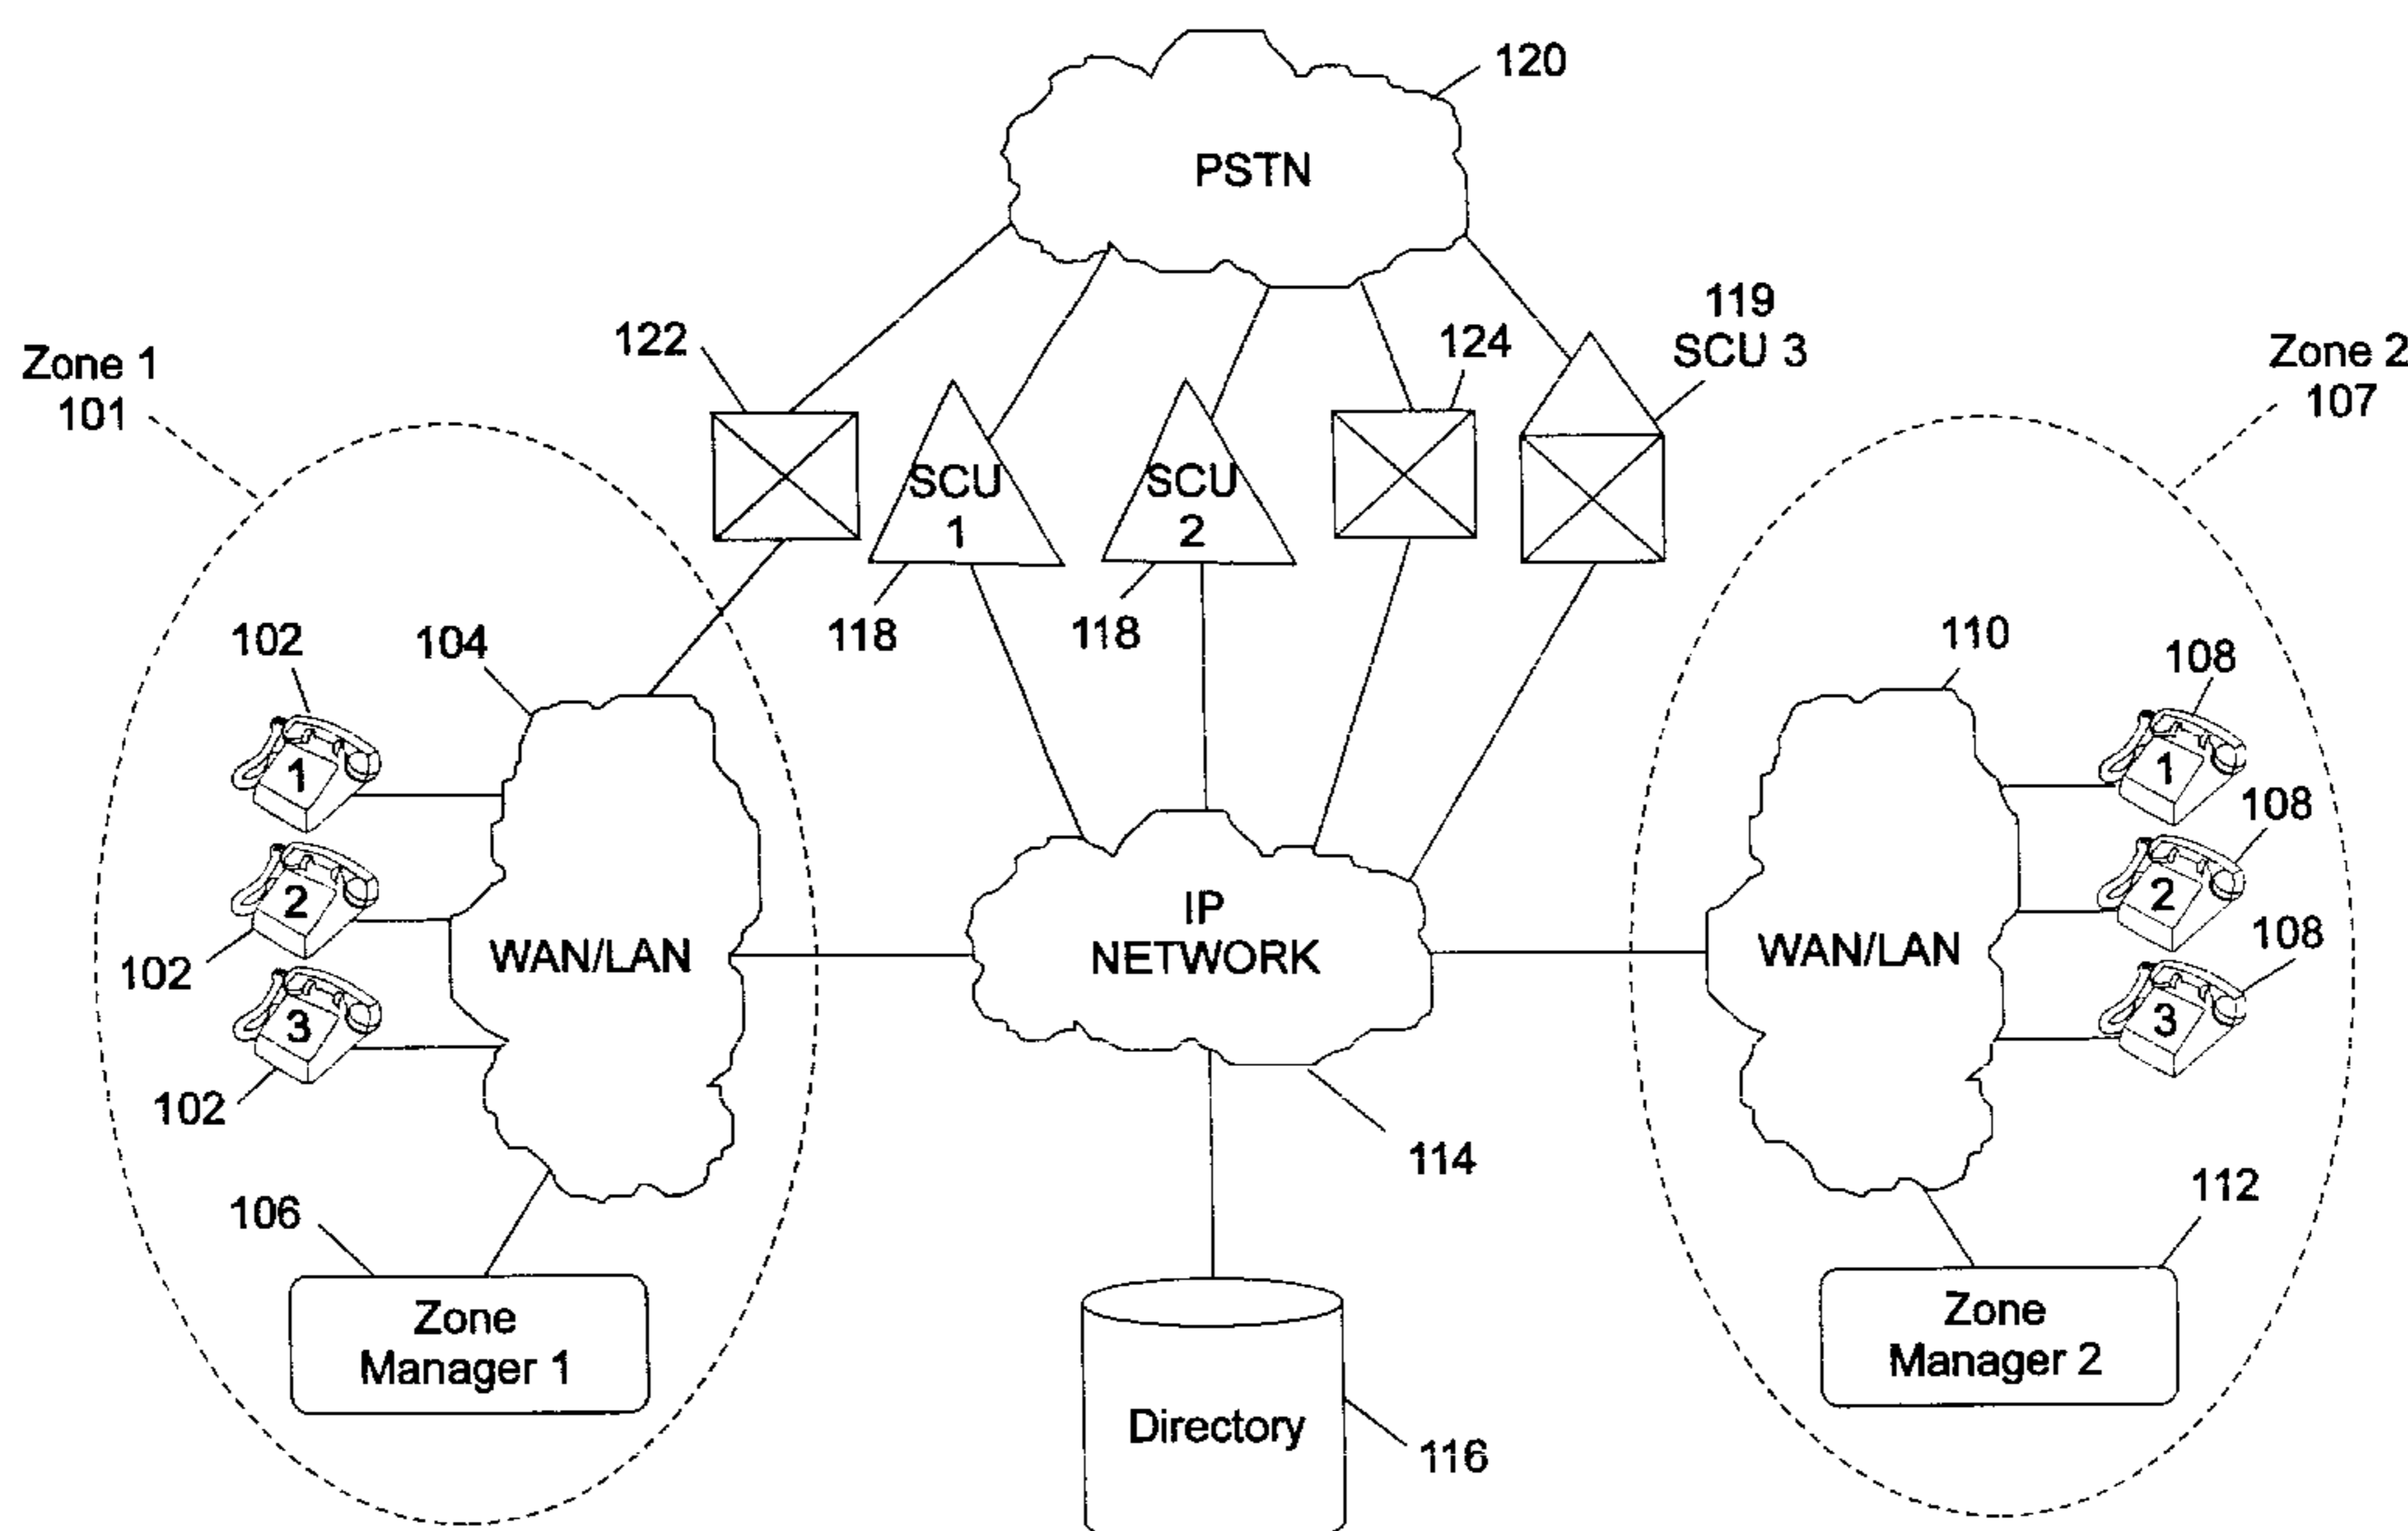 120
PSTN
119
SCU 3
122
124
Zone 1
101
Zone 2
107
SCU
1
SCU
2
118
118
102
104
110
108
1
1
108
2
2
108
102
WAN/LAN
IP
NETWORK
WAN/LAN
3
3
102
114
106
112
Zone
Manager 1
Zone
Manager 2
Directory
116